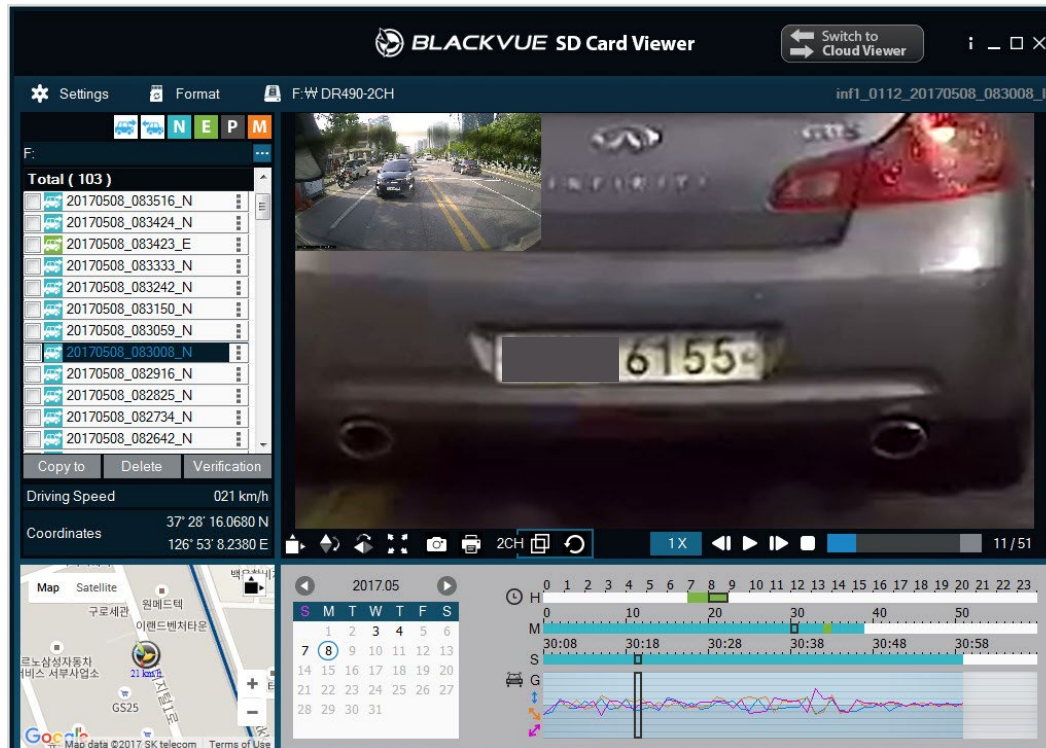 BLACKVUE SD Card Viewer
Switch to
Cloud Viewer
Settings
Format
F:₩ DR490-2CH
inf1_0112_20170508_083008_
N E P M
F:
Total ( 103 )
20170508_083516_N
20170508_083424_N
20170508_083423_E
20170508_083333_N
20170508_083242_N
20170508_083150_N
20170508_083059_N
20170508_083008_N
20170508_082916_N
20170508_082825_N
20170508_082734_N
20170508_082642_N
Copy to Delete Verification
Driving Speed 021 km/h
Coordinates
37° 28' 16.0680 N
126° 53' 8.2380 E
INFINITI
6155
2CH
1X
11 / 51
Map Satellite
구로세관
원메드텍
이랜드벤처타운
르노삼성자동차
비스 서부사업소
21 km/h
지털1로
GS25
Google
Map data ©2017 SK telecom Terms of Use
2017.05
S M T W T F S
1 2 3 4 5 6
7 8 9 10 11 12 13
14 15 16 17 18 19 20
21 22 23 24 25 26 27
28 29 30 31
0 1 2 3 4 5 6 7 8 9 10 11 12 13 14 15 16 17 18 19 20 21 22 23
H
0 10 20 30 40 50
M
30:08 30:18 30:28 30:38 30:48 30:58
S
G